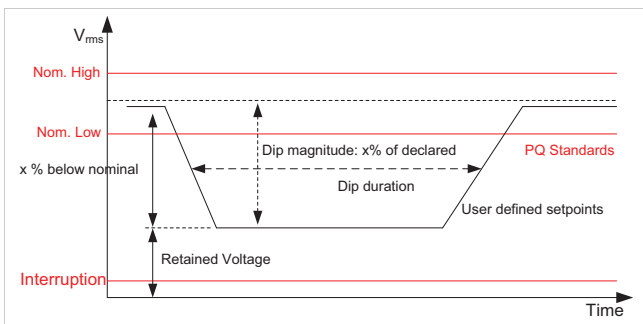 Vrms
Nom. High
Nom. Low
Dip magnitude: x% of declared
PQ Standards
x % below nominal
Dip duration
User defined setpoints
Retained Voltage
Interruption
Time